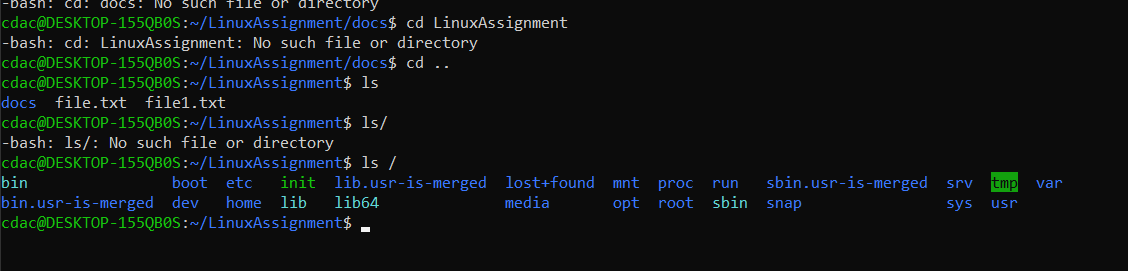 -bash: cd: docs: No such file or directory
cdac@DESKTOP-155QB0S:~/LinuxAssignment/docs$ cd LinuxAssignment
-bash: cd: LinuxAssignment: No such file or directory
cdac@DESKTOP-155QB0S:~/LinuxAssignment/docs$ cd ..
cdac@DESKTOP-155QB0S:~/LinuxAssignment$ ls
docs  file.txt  file1.txt
cdac@DESKTOP-155QB0S:~/LinuxAssignment$ ls/
-bash: ls/: No such file or directory
cdac@DESKTOP-155QB0S:~/LinuxAssignment$ ls /
bin                boot  etc   init  lib.usr-is-merged  lost+found  mnt  proc  run   sbin.usr-is-merged  srv  tmp  var
bin.usr-is-merged  dev   home  lib   lib64              media       opt  root  sbin  snap                sys  usr
cdac@DESKTOP-155QB0S:~/LinuxAssignment$